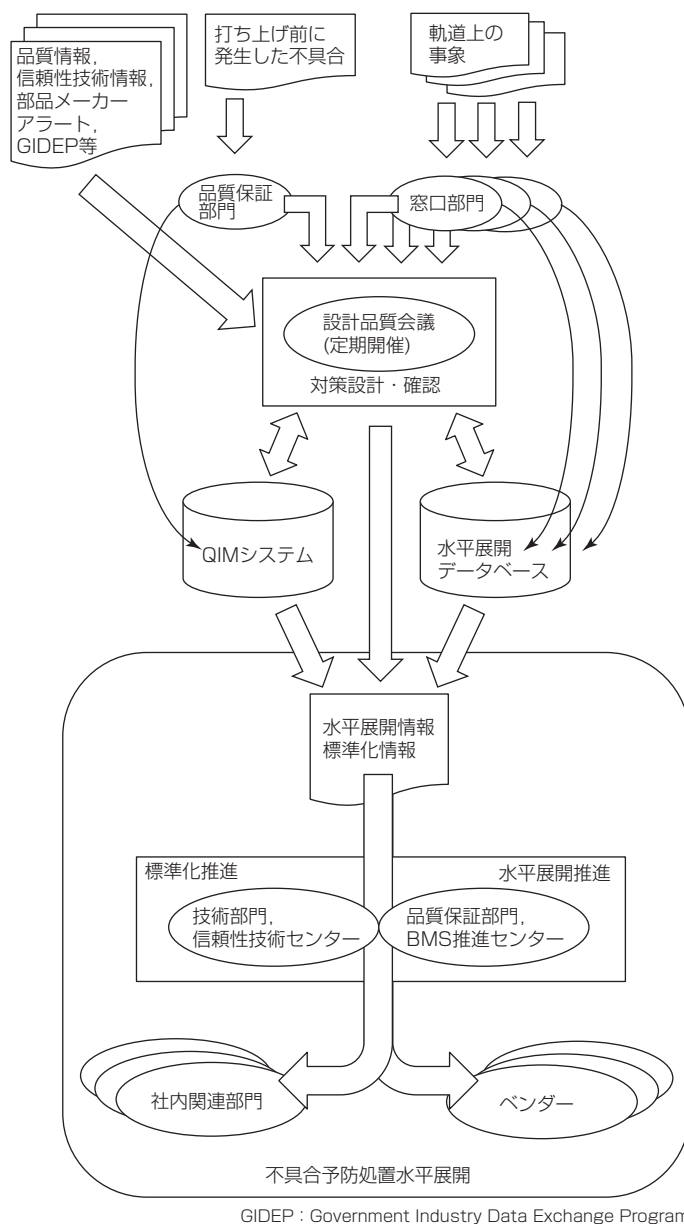 品質情報,
信頼性技術情報,
部品メーカー
アラート,
GIDEP等
打ち上げ前に
発生した不具合
軌道上の
事象
品質保証
部門
窓口部門
設計品質会議
(定期開催)
対策設計・確認
QIMシステム
水平展開
データベース
水平展開情報
標準化情報
標準化推進
水平展開推進
技術部門,
信頼性技術センター
品質保証部門,
BMS推進センター
社内関連部門
ベンダー
不具合予防処置水平展開
GIDEP：Government Industry Data Exchange Program